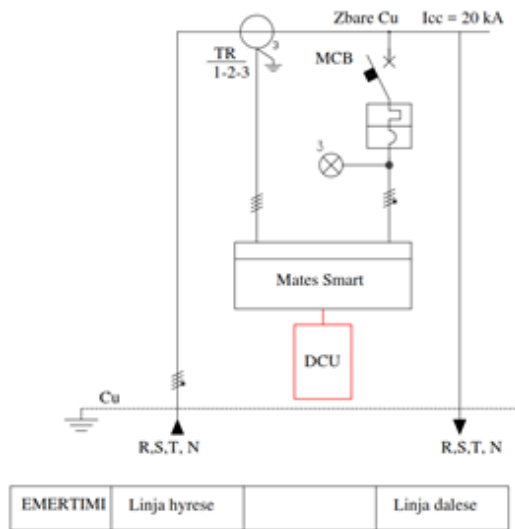 Zbare Cu Icc = 20 kA
3
TR
1-2-3
MCB
3
Mates Smart
DCU
Cu
R,S,T, N
R,S,T, N
EMERTIMI Linja hyrese Linja dalese